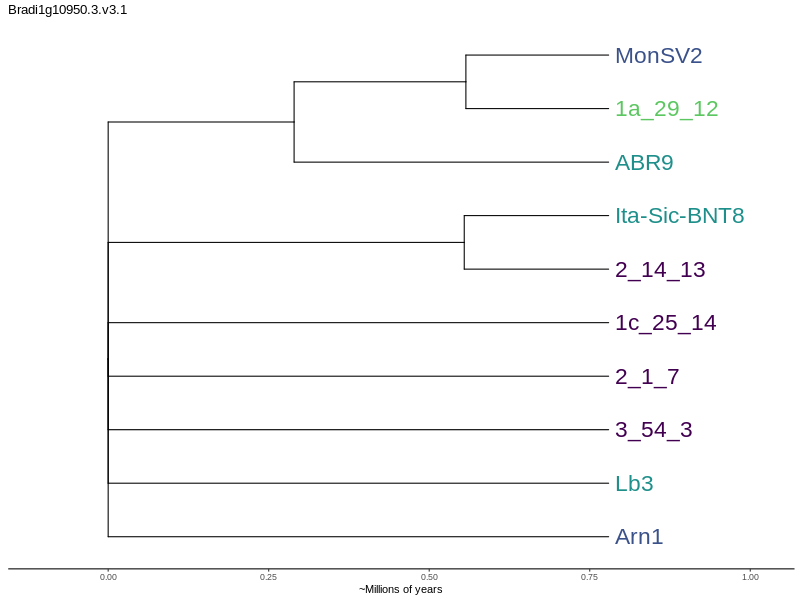 Bradi1g10950.3.v3.1
MonSV2
1a_29_12
ABR9
Ita-Sic-BNT8
2_14_13
1c_25_14
2_1_7
3_54_3
Lb3
Arn1
0.00 0.25 0.50 0.75 1.00
~Millions of years